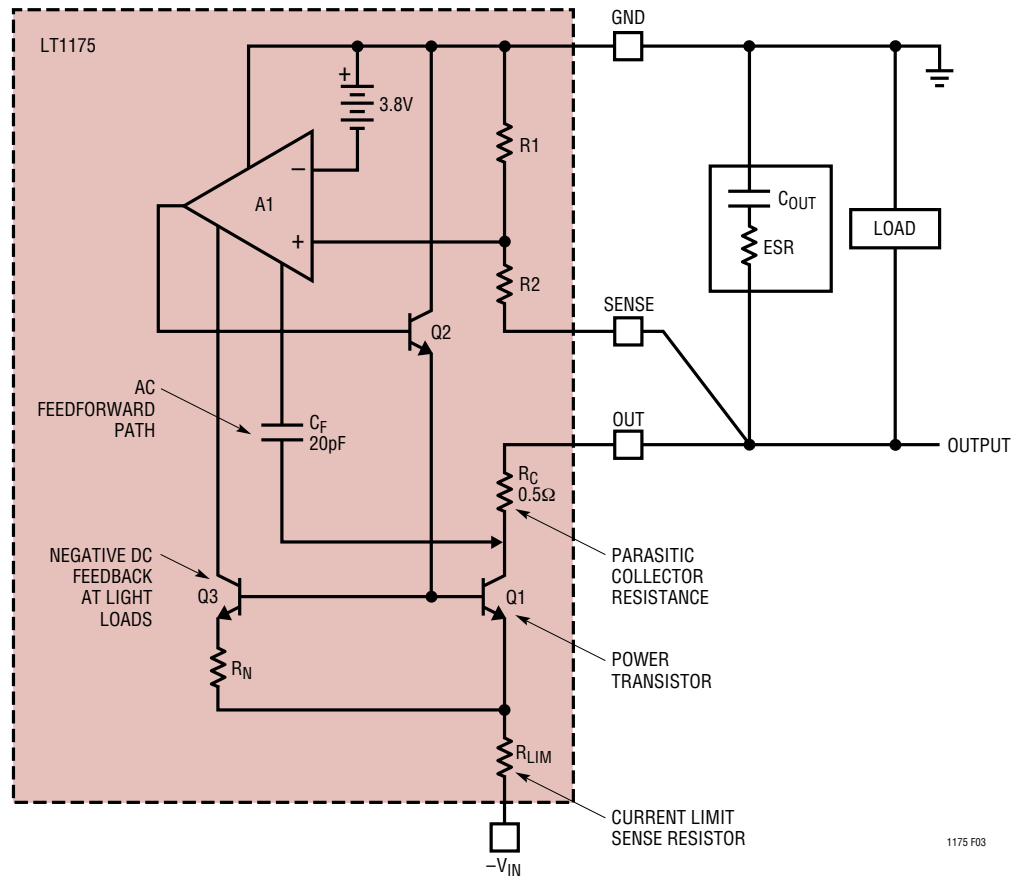 GND
LT1175
+
3.8V
R1
−
A1
COUT
+
LOAD
ESR
R2
SENSE
Q2
AC
FEEDFORWARD
PATH
CF
20pF
OUT
OUTPUT
RC
0.5Ω
NEGATIVE DC
FEEDBACK
AT LIGHT
LOADS
PARASITIC
COLLECTOR
RESISTANCE
Q3
Q1
RN
POWER
TRANSISTOR
RLIM
CURRENT LIMIT
SENSE RESISTOR
−VIN
1175 F03